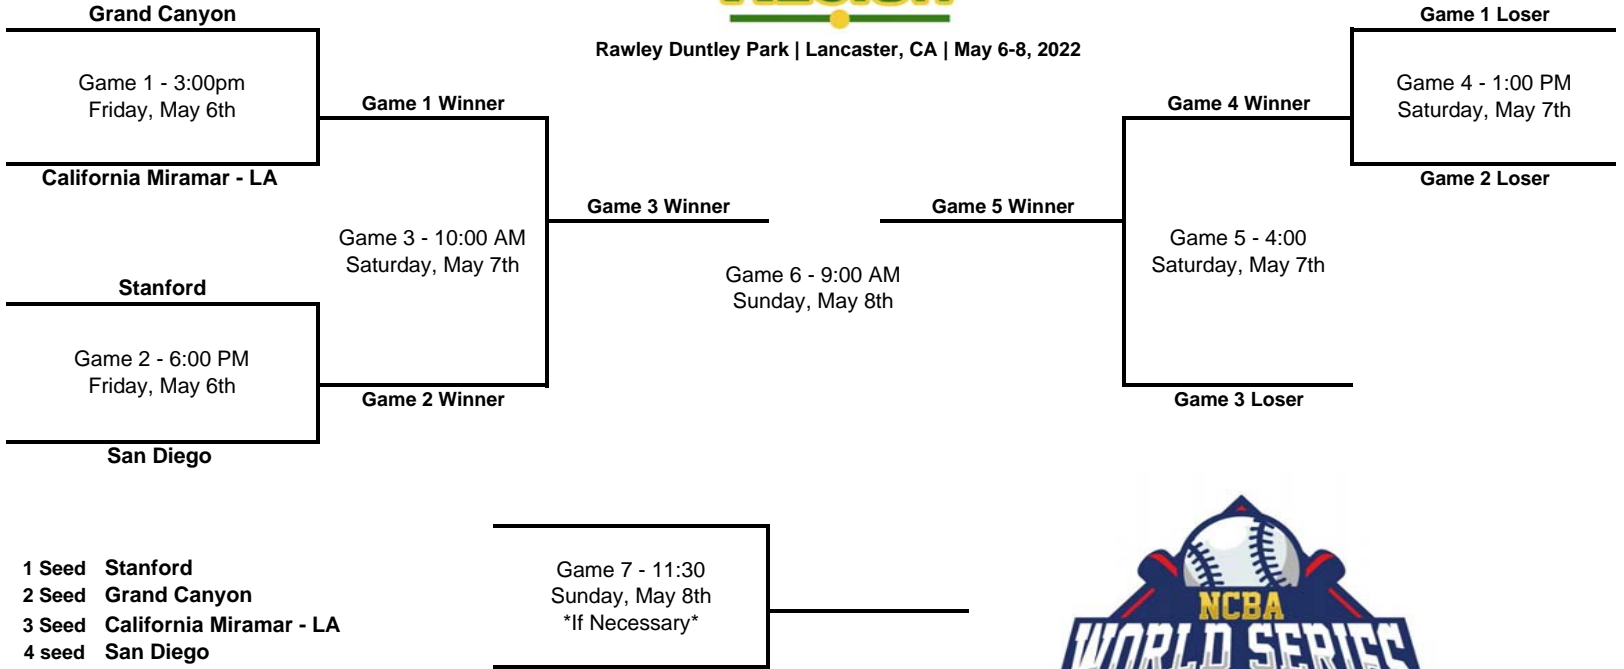 Grand Canyon
Game 1 - 3:00pm
Friday, May 6th
California Miramar - LA
Stanford
Game 2 - 6:00 PM
Friday, May 6th
San Diego
Game 1 Winner
Game 3 - 10:00 AM
Saturday, May 7th
Game 2 Winner
Rawley Duntley Park | Lancaster, CA | May 6-8, 2022
Game 3 Winner
Game 6 - 9:00 AM
Sunday, May 8th
Game 5 Winner
Game 4 Winner
Game 5 - 4:00
Saturday, May 7th
Game 3 Loser
Game 1 Loser
Game 4 - 1:00 PM
Saturday, May 7th
Game 2 Loser
1 Seed Stanford
2 Seed Grand Canyon
3 Seed California Miramar - LA
4 seed San Diego
Game 7 - 11:30
Sunday, May 8th
*If Necessary*
NCBA
WORLD SERIES